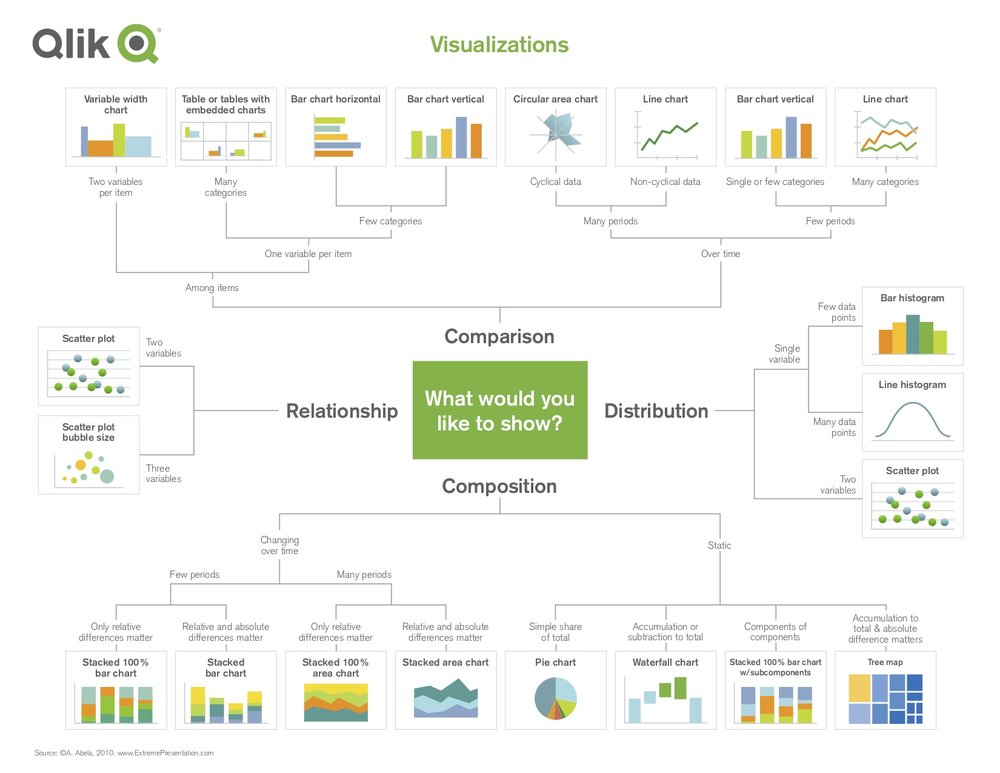 Qlik Q
Visualizations
Variable width
chart
Table or tables with
embedded charts
Bar chart horizontal
Bar chart vertical
Circular area chart
Line chart
Bar chart vertical
Line chart
Two variables
per item
Many
categories
Cyclical data
Non-cyclical data
Single or few categories
Many categories
Few categories
Many periods
Few periods
One variable per item
Over time
Among items
Comparison
Scatter plot
Two
variables
Scatter plot
bubble size
Three
variables
Relationship
What would you
like to show?
Distribution
Single
variable
Few data
points
Bar histogram
Many data
points
Line histogram
Two
variables
Scatter plot
Composition
Changing
over time
Static
Few periods
Many periods
Only relative
differences matter
Relative and absolute
differences matter
Only relative
differences matter
Relative and absolute
differences matter
Simple share
of total
Accumulation or
subtraction to total
Components of
components
Accumulation to
total & absolute
difference matters
Stacked 100%
bar chart
Stacked
bar chart
Stacked 100%
area chart
Stacked area chart
Pie chart
Waterfall chart
Stacked 100% bar chart
w/subcomponents
Tree map
Source: ©A. Abela, 2010. www.ExtremePresentation.com